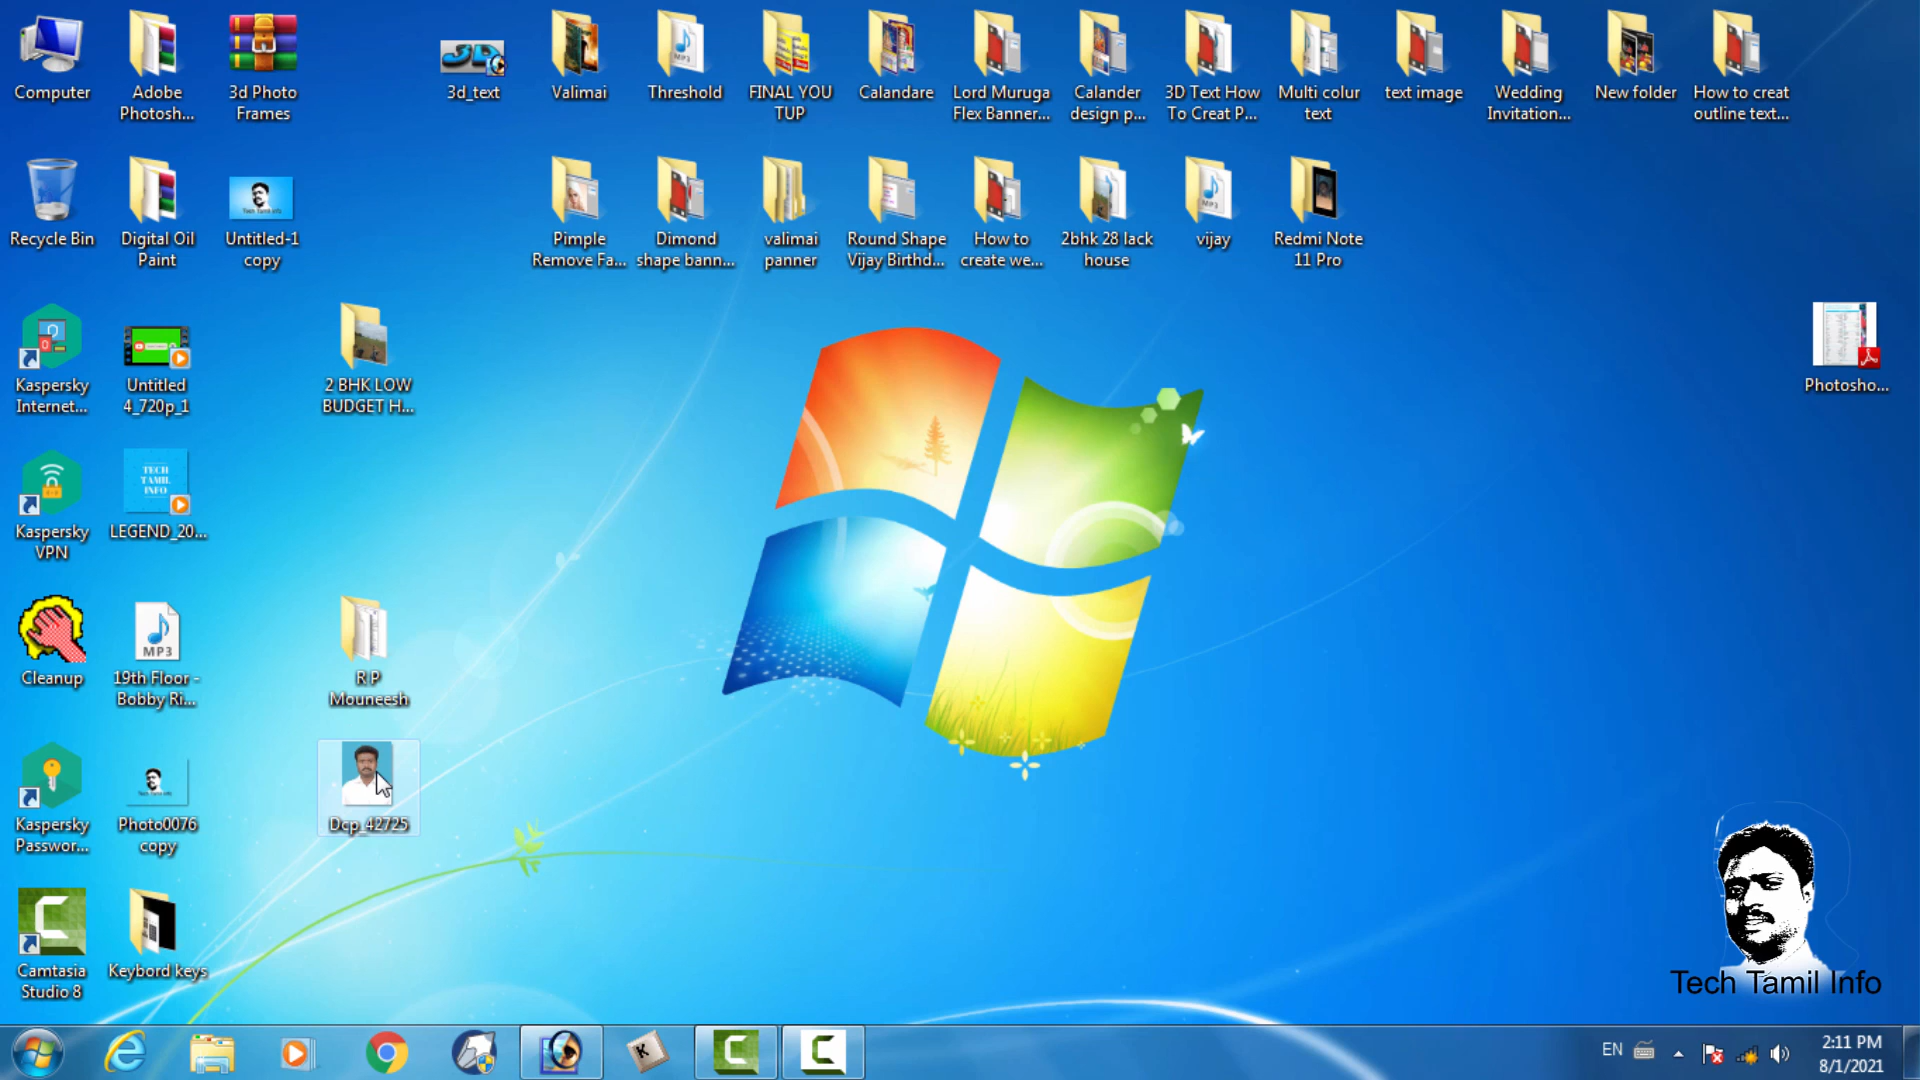 Computer
Adobe
Photosh...
3d Photo
Frames
3d_text
Valimai
Threshold
FINAL YOU
TUP
Calandare
Lord Muruga
Flex Banner...
Calander
design p...
3D Text How
To Creat P...
Multi colur
text
text image
Wedding
Invitation...
New folder
How to creat
outline text...
Recycle Bin
Digital Oil
Paint
Untitled-1
copy
Pimple
Remove Fa...
Dimond
shape bann...
valimai
panner
Round Shape
Vijay Birthd...
How to
create we...
2bhk 28 lack
house
vijay
Redmi Note
11 Pro
Kaspersky
Internet...
Untitled
4_720p_1
2 BHK LOW
BUDGET H...
Photosho...
TECH
TAMIL
INFO
Kaspersky
VPN
LEGEND_20...
MP3
Cleanup
19th Floor -
Bobby Ri...
R P
Mouneesh
Kaspersky
Passwor...
Photo0076
copy
Dcp_42725
Camtasia
Studio 8
Keybord keys
Tech Tamil Info
EN
2:11 PM
8/1/2021